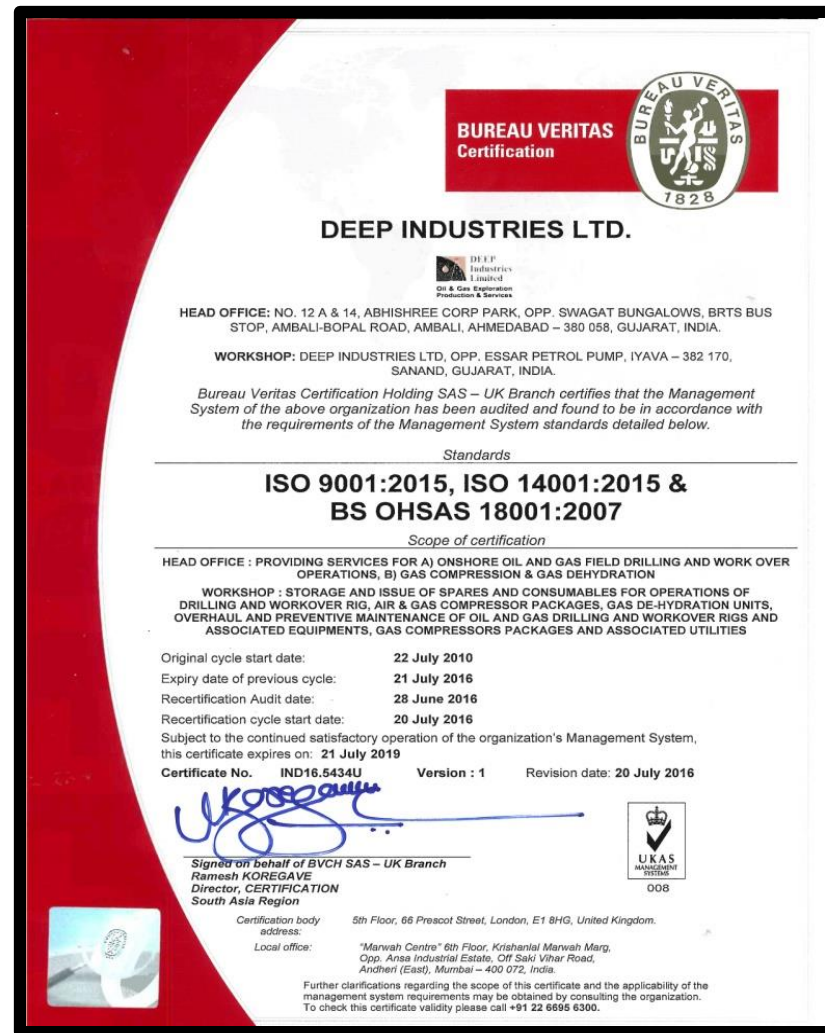 BUREAU VERITAS
Certification
BUREAU VERITAS
1828
DEEP INDUSTRIES LTD.
DEEP
Industries
Limited
Oil & Gas Exploration
Production & Services
HEAD OFFICE: NO. 12 A & 14, ABHISHREE CORP PARK, OPP. SWAGAT BUNGALOWS, BRTS BUS
STOP, AMBALI-BOPAL ROAD, AMBALI, AHMEDABAD – 380 058, GUJARAT, INDIA.
WORKSHOP: DEEP INDUSTRIES LTD, OPP. ESSAR PETROL PUMP, IYAVA – 382 170,
SANAND, GUJARAT, INDIA.
Bureau Veritas Certification Holding SAS – UK Branch certifies that the Management
System of the above organization has been audited and found to be in accordance with
the requirements of the Management System standards detailed below.
Standards
ISO 9001:2015, ISO 14001:2015 &
BS OHSAS 18001:2007
Scope of certification
HEAD OFFICE : PROVIDING SERVICES FOR A) ONSHORE OIL AND GAS FIELD DRILLING AND WORK OVER
OPERATIONS, B) GAS COMPRESSION & GAS DEHYDRATION
WORKSHOP : STORAGE AND ISSUE OF SPARES AND CONSUMABLES FOR OPERATIONS OF
DRILLING AND WORKOVER RIG, AIR & GAS COMPRESSOR PACKAGES, GAS DE-HYDRATION UNITS,
OVERHAUL AND PREVENTIVE MAINTENANCE OF OIL AND GAS DRILLING AND WORKOVER RIGS AND
ASSOCIATED EQUIPMENTS, GAS COMPRESSORS PACKAGES AND ASSOCIATED UTILITIES
Original cycle start date: 22 July 2010
Expiry date of previous cycle: 21 July 2016
Recertification Audit date: 28 June 2016
Recertification cycle start date: 20 July 2016
Subject to the continued satisfactory operation of the organization's Management System,
this certificate expires on: 21 July 2019
Certificate No. IND16.5434U Version : 1 Revision date: 20 July 2016
Signed on behalf of BVCH SAS – UK Branch
Ramesh KOREGAVE
Director, CERTIFICATION
South Asia Region
UKAS
MANAGEMENT
SYSTEMS
008
Certification body address: 5th Floor, 66 Prescot Street, London, E1 8HG, United Kingdom.
Local office: "Marwah Centre" 6th Floor, Krishanlal Marwah Marg,
Opp. Ansa Industrial Estate, Off Saki Vihar Road,
Andheri (East), Mumbai – 400 072, India.
Further clarifications regarding the scope of this certificate and the applicability of the
management system requirements may be obtained by consulting the organization.
To check this certificate validity please call +91 22 6695 6300.